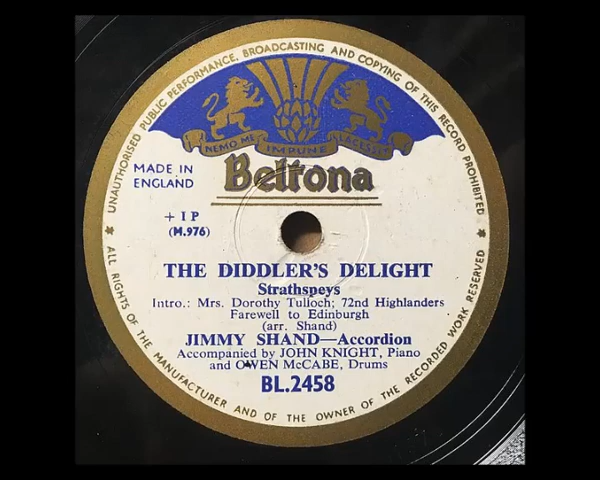 UNAUTHORISED PUBLIC PERFORMANCE, BROADCASTING AND COPYING OF THIS RECORD PROHIBITED
NEMO ME IMPUNE LACESSIT
Beltona
MADE IN
ENGLAND
+ I P
(M.976)
THE DIDDLER'S DELIGHT
Strathspeys
Intro.: Mrs. Dorothy Tulloch; 72nd Highlanders
Farewell to Edinburgh
(arr. Shand)
JIMMY SHAND—Accordion
Accompanied by JOHN KNIGHT, Piano
and OWEN McCABE, Drums
BL.2458
ALL RIGHTS OF THE MANUFACTURER AND OF THE OWNER OF THE RECORDED WORK RESERVED